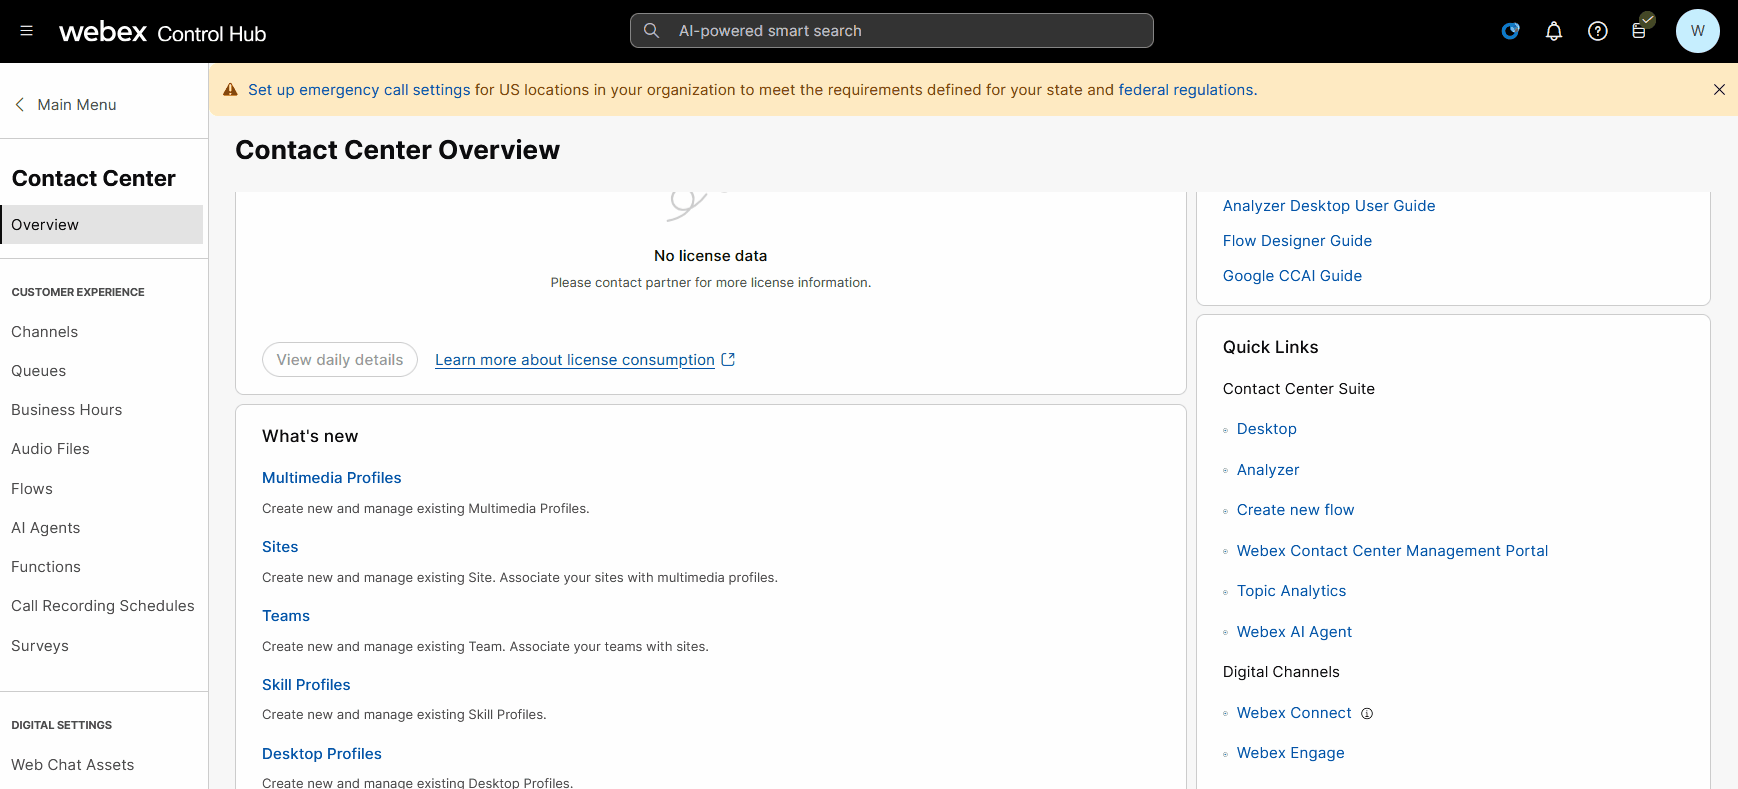 webex Control Hub
AI-powered smart search
W
Main Menu
Set up emergency call settings for US locations in your organization to meet the requirements defined for your state and federal regulations.
Contact Center
Overview
CUSTOMER EXPERIENCE
Channels
Queues
Business Hours
Audio Files
Flows
AI Agents
Functions
Call Recording Schedules
Surveys
DIGITAL SETTINGS
Web Chat Assets
Contact Center Overview
No license data
Please contact partner for more license information.
View daily details
Learn more about license consumption
What's new
Multimedia Profiles
Create new and manage existing Multimedia Profiles.
Sites
Create new and manage existing Site. Associate your sites with multimedia profiles.
Teams
Create new and manage existing Team. Associate your teams with sites.
Skill Profiles
Create new and manage existing Skill Profiles.
Desktop Profiles
Create new and manage existing Desktop Profiles.
Analyzer Desktop User Guide
Flow Designer Guide
Google CCAI Guide
Quick Links
Contact Center Suite
Desktop
Analyzer
Create new flow
Webex Contact Center Management Portal
Topic Analytics
Webex AI Agent
Digital Channels
Webex Connect
Webex Engage